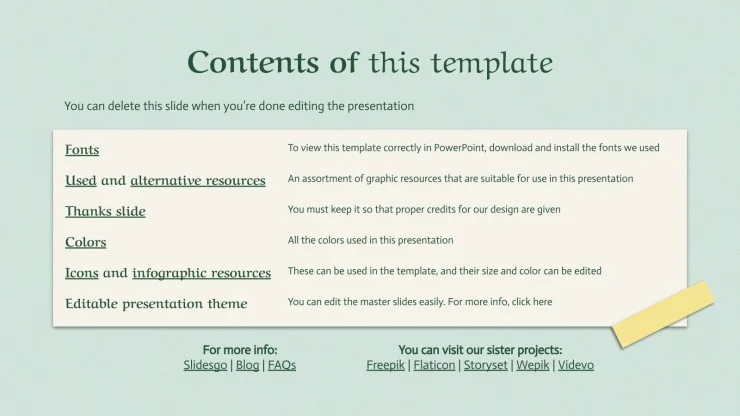 Contents of this template
You can delete this slide when you're done editing the presentation
Fonts To view this template correctly in PowerPoint, download and install the fonts we used
Used and alternative resources An assortment of graphic resources that are suitable for use in this presentation
Thanks slide You must keep it so that proper credits for our design are given
Colors All the colors used in this presentation
Icons and infographic resources These can be used in the template, and their size and color can be edited
Editable presentation theme You can edit the master slides easily. For more info, click here
For more info:
Slidesgo | Blog | FAQs
You can visit our sister projects:
Freepik | Flaticon | Storyset | Wepik | Videvo